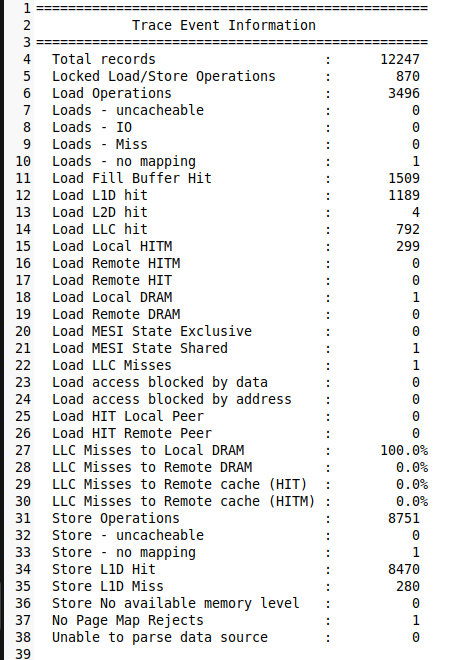 1 =================================================
2             Trace Event Information
3 =================================================
4   Total records                     :      12247
5   Locked Load/Store Operations      :        870
6   Load Operations                   :       3496
7   Loads - uncacheable               :          0
8   Loads - IO                        :          0
9   Loads - Miss                      :          0
10   Loads - no mapping                :          1
11   Load Fill Buffer Hit              :       1509
12   Load L1D hit                      :       1189
13   Load L2D hit                      :          4
14   Load LLC hit                      :        792
15   Load Local HITM                   :        299
16   Load Remote HITM                  :          0
17   Load Remote HIT                   :          0
18   Load Local DRAM                   :          1
19   Load Remote DRAM                  :          0
20   Load MESI State Exclusive         :          0
21   Load MESI State Shared            :          1
22   Load LLC Misses                   :          1
23   Load access blocked by data       :          0
24   Load access blocked by address    :          0
25   Load HIT Local Peer               :          0
26   Load HIT Remote Peer              :          0
27   LLC Misses to Local DRAM          :      100.0%
28   LLC Misses to Remote DRAM         :        0.0%
29   LLC Misses to Remote cache (HIT)  :        0.0%
30   LLC Misses to Remote cache (HITM) :        0.0%
31   Store Operations                  :       8751
32   Store - uncacheable               :          0
33   Store - no mapping                :          1
34   Store L1D Hit                     :       8470
35   Store L1D Miss                    :        280
36   Store No available memory level   :          0
37   No Page Map Rejects               :          1
38   Unable to parse data source       :          0
39